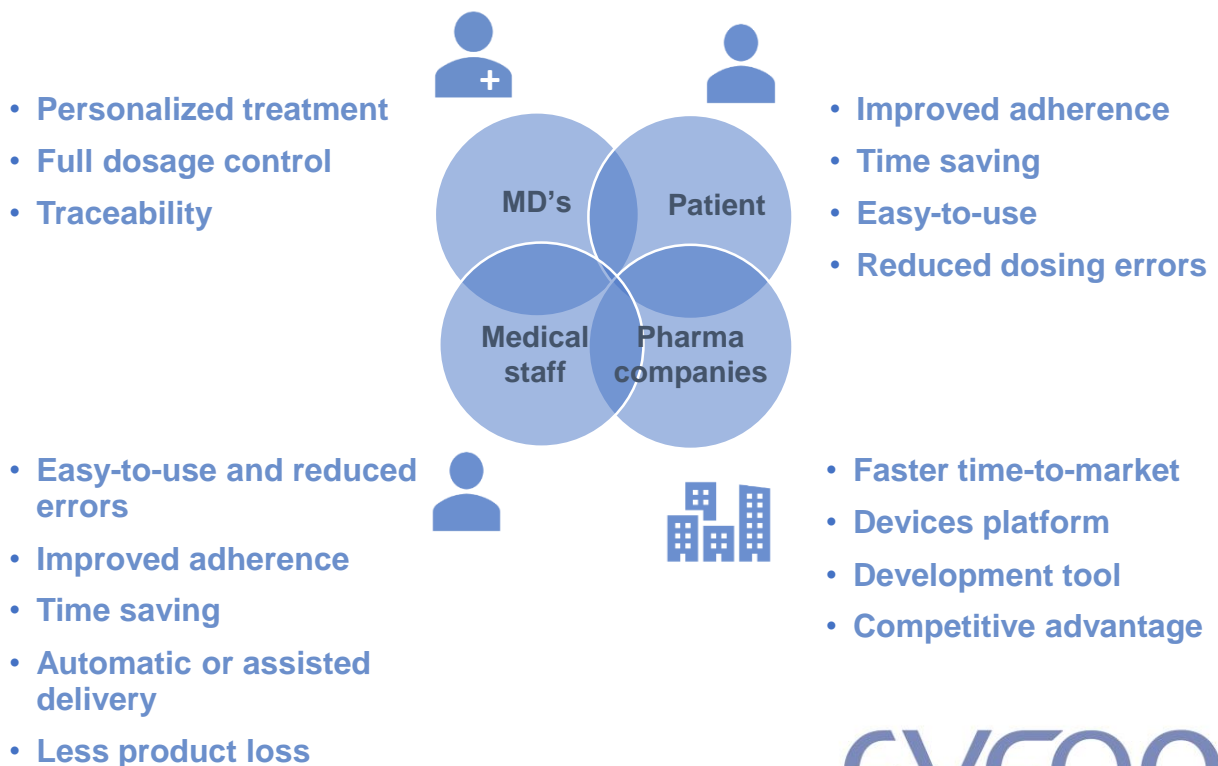 • Personalized treatment
• Full dosage control
• Traceability
• Improved adherence
• Time saving
• Easy-to-use
• Reduced dosing errors
MD's
Patient
Medical
staff
Pharma
companies
• Easy-to-use and reduced
errors
• Improved adherence
• Time saving
• Automatic or assisted
delivery
• Less product loss
• Faster time-to-market
• Devices platform
• Development tool
• Competitive advantage